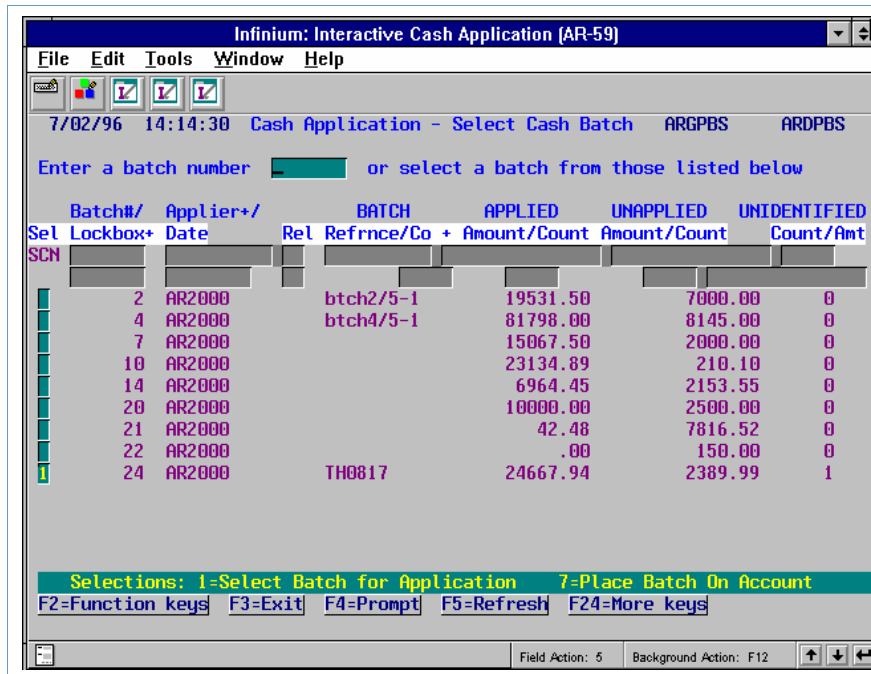 Infinium: Interactive Cash Application (AR-59)
File Edit Tools Window Help
7/02/96 14:14:30 Cash Application - Select Cash Batch ARGPBS ARDPBS
Enter a batch number _ or select a batch from those listed below
Batch#/ Applier+/ BATCH APPLIED UNAPPLIED UNIDENTIFIED
Sel Lockbox+ Date Rel Refrnce/Co + Amount/Count Amount/Count Count/Amt
SCN
2 AR2000 btch2/5-1 19531.50 7000.00 0
4 AR2000 btch4/5-1 81798.00 8145.00 0
7 AR2000 15067.50 2000.00 0
10 AR2000 23134.89 210.10 0
14 AR2000 6964.45 2153.55 0
20 AR2000 10000.00 2500.00 0
21 AR2000 42.48 7816.52 0
22 AR2000 .00 150.00 0
1 24 AR2000 TH0817 24667.94 2389.99 1
Selections: 1=Select Batch for Application 7=Place Batch On Account
F2=Function keys F3=Exit F4=Prompt F5=Refresh F24=More keys
Field Action: 5 Background Action: F12